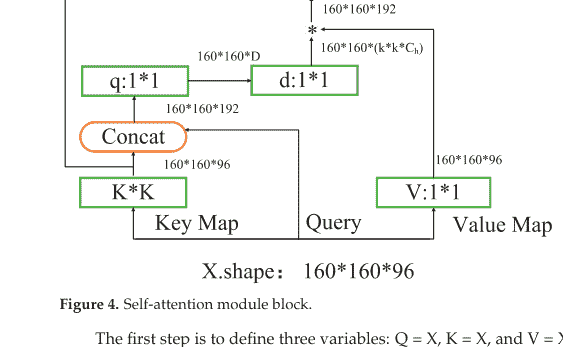 160*160*192
*
160*160*D
160*160*(k*k*Cₕ)
q:1*1
d:1*1
160*160*192
Concat
160*160*96
160*160*96
K*K
V:1*1
Key Map
Query
Value Map
X.shape: 160*160*96
Figure 4. Self-attention module block.
The first step is to define three variables: Q = X, K = X, and V = X